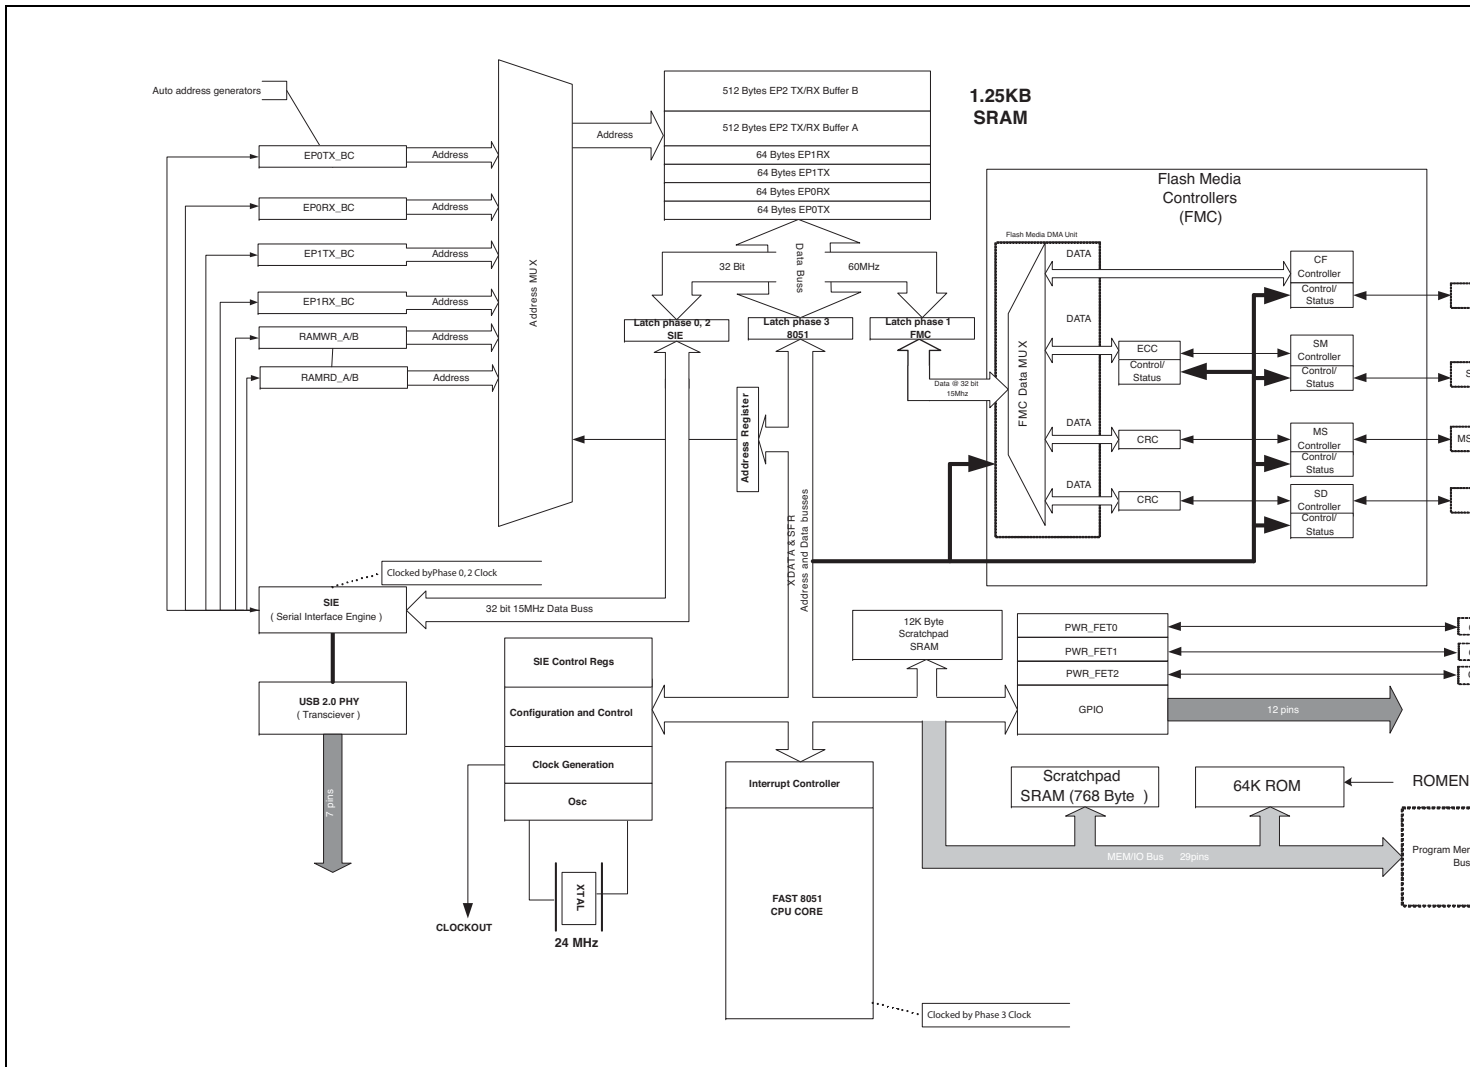 Auto address generators
EP0TX_BC
Address
EP0RX_BC
Address
EP1TX_BC
Address
EP1RX_BC
Address
RAMWR_A/B
Address
RAMRD_A/B
Address
Address MUX
Address
512 Bytes EP2 TX/RX Buffer B
512 Bytes EP2 TX/RX Buffer A
64 Bytes EP1RX
64 Bytes EP1TX
64 Bytes EP0RX
64 Bytes EP0TX
1.25KB
SRAM
32 Bit
Data Buss
60MHz
Latch phase 0, 2
SIE
Latch phase 3
8051
Latch phase 1
FMC
Address Register
Data @ 32 bit
15Mhz
Flash Media
Controllers
(FMC)
Flash Media DMA Unit
FMC Data MUX
DATA
CF
Controller
Control/
Status
DATA
ECC
Control/
Status
SM
Controller
Control/
Status
DATA
CRC
MS
Controller
Control/
Status
MS
DATA
CRC
SD
Controller
Control/
Status
XDATA & SFR
Address and Data busses
Clocked byPhase 0, 2 Clock
SIE
( Serial Interface Engine )
32 bit 15MHz Data Buss
USB 2.0 PHY
( Transciever )
7 pins
SIE Control Regs
Configuration and Control
Clock Generation
Osc
XTAL
24 MHz
CLOCKOUT
12K Byte
Scratchpad
SRAM
PWR_FET0
PWR_FET1
PWR_FET2
GPIO
12 pins
Interrupt Controller
FAST 8051
CPU CORE
Clocked by Phase 3 Clock
Scratchpad
SRAM (768 Byte )
64K ROM
ROMEN
MEM/IO Bus 29pins
Program Mem
Bus